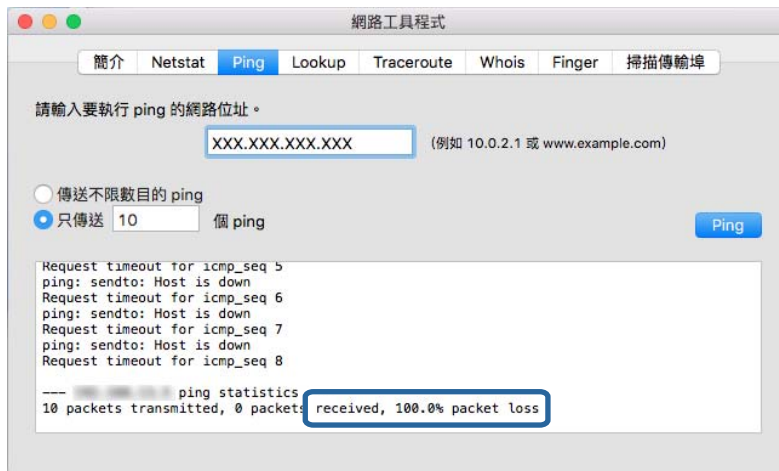 網路工具程式
簡介 Netstat Ping Lookup Traceroute Whois Finger 掃描傳輸埠
請輸入要執行 ping 的網路位址。
XXX.XXX.XXX.XXX (例如 10.0.2.1 或 www.example.com)
傳送不限數目的 ping
只傳送 10 個 ping
Ping
Request timeout for icmp_seq 5
ping: sendto: Host is down
Request timeout for icmp_seq 6
ping: sendto: Host is down
Request timeout for icmp_seq 7
ping: sendto: Host is down
Request timeout for icmp_seq 8
--- ping statistics
10 packets transmitted, 0 packets received, 100.0% packet loss